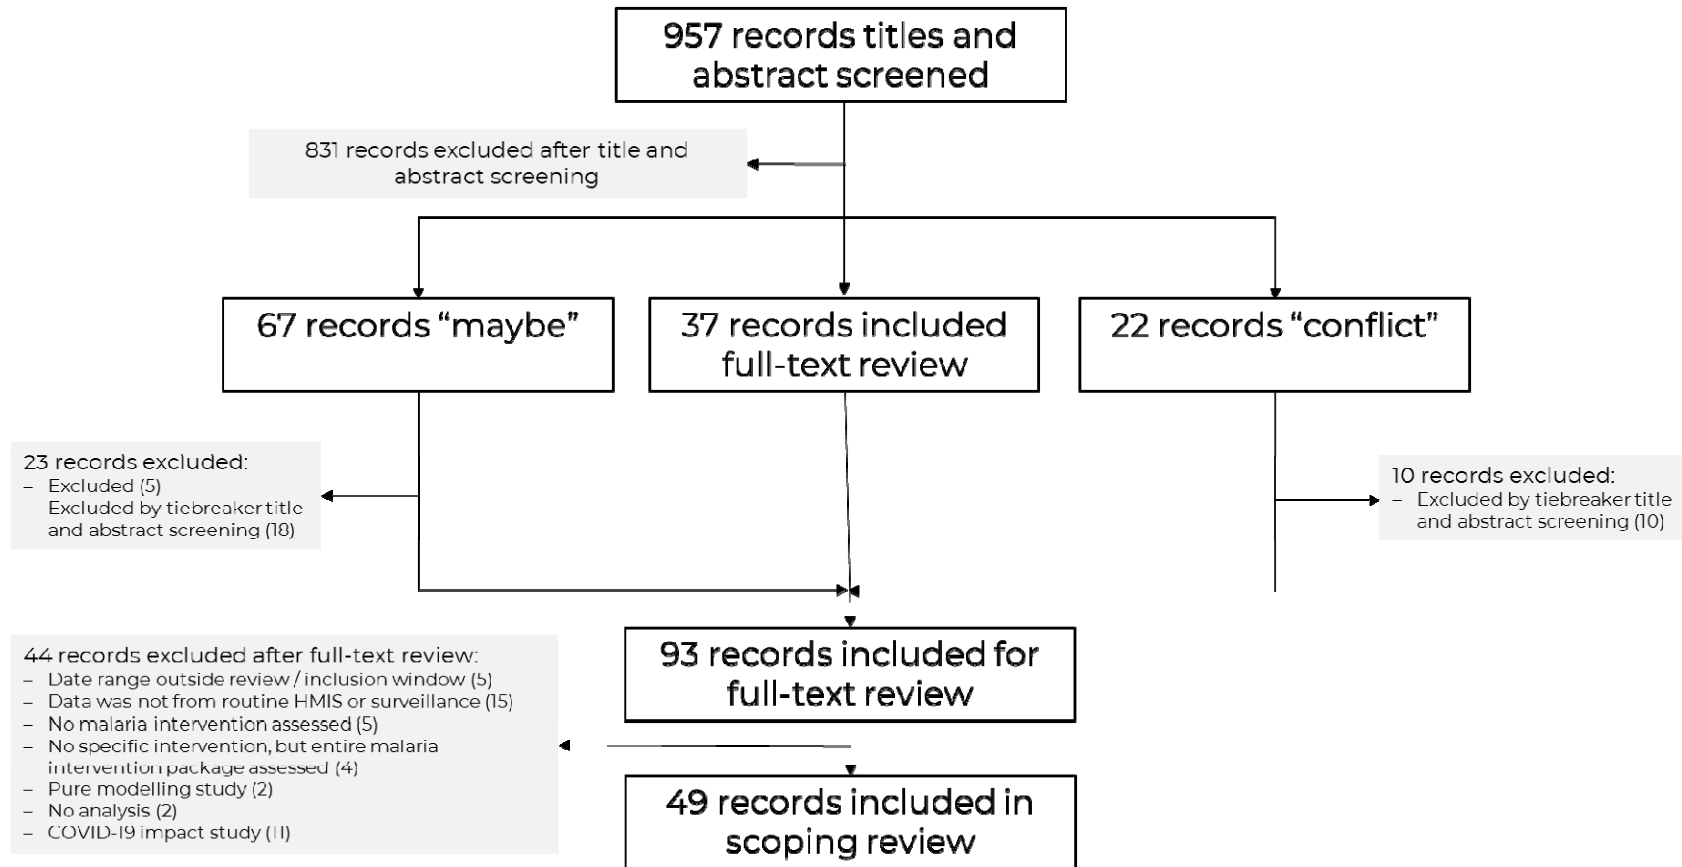 957 records titles and
abstract screened
831 records excluded after title and
abstract screening
67 records “maybe”
37 records included
full-text review
22 records “conflict”
23 records excluded:
– Excluded (5)
Excluded by tiebreaker title
and abstract screening (18)
10 records excluded:
– Excluded by tiebreaker title
and abstract screening (10)
93 records included for
full-text review
44 records excluded after full-text review:
– Date range outside review / inclusion window (5)
– Data was not from routine HMIS or surveillance (15)
– No malaria intervention assessed (5)
– No specific intervention, but entire malaria
intervention package assessed (4)
– Pure modelling study (2)
– No analysis (2)
– COVID-19 impact study (11)
49 records included in
scoping review